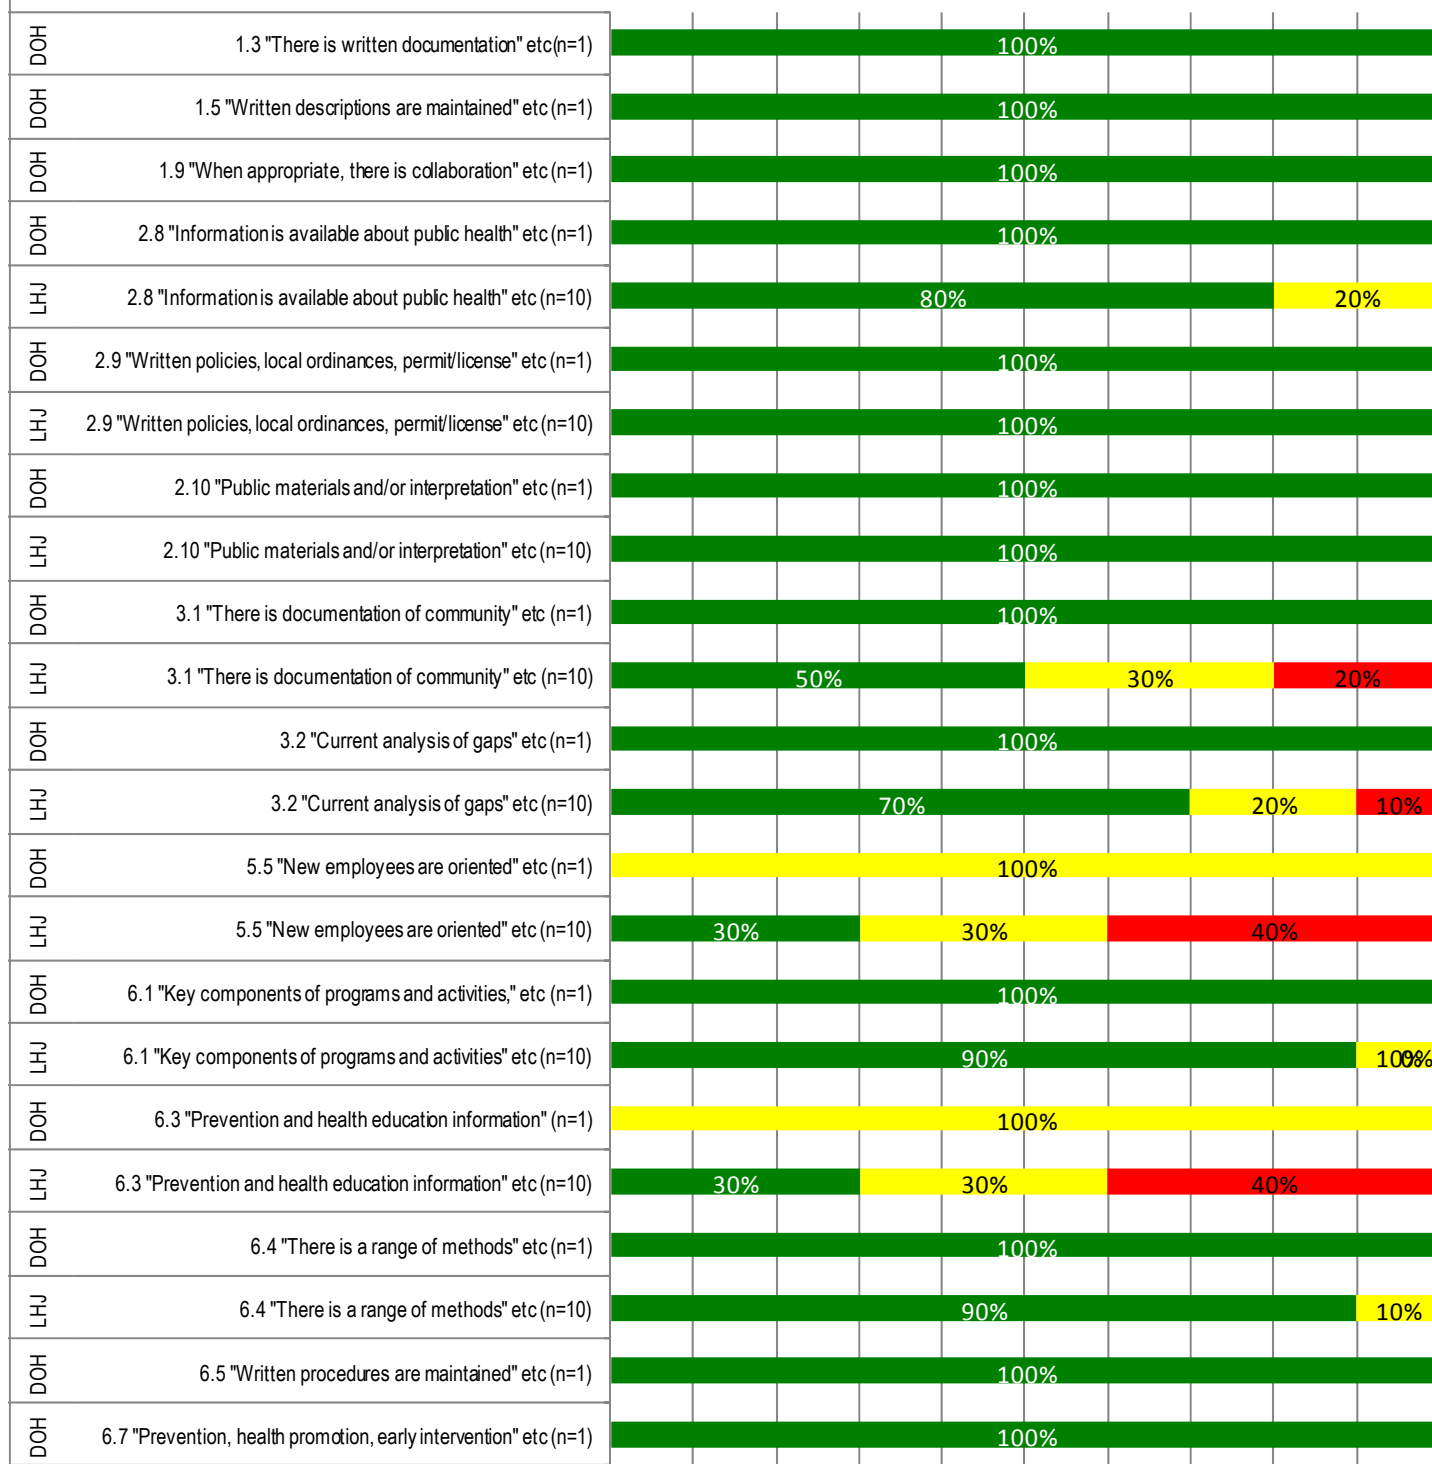 DOH 1.3 "There is written documentation" etc(n=1) 100%
DOH 1.5 "Written descriptions are maintained" etc (n=1) 100%
DOH 1.9 "When appropriate, there is collaboration" etc (n=1) 100%
DOH 2.8 "Information is available about public health" etc (n=1) 100%
LHJ 2.8 "Information is available about public health" etc (n=10) 80% 20%
DOH 2.9 "Written policies, local ordinances, permit/license" etc (n=1) 100%
LHJ 2.9 "Written policies, local ordinances, permit/license" etc (n=10) 100%
DOH 2.10 "Public materials and/or interpretation" etc (n=1) 100%
LHJ 2.10 "Public materials and/or interpretation" etc (n=10) 100%
DOH 3.1 "There is documentation of community" etc (n=1) 100%
LHJ 3.1 "There is documentation of community" etc (n=10) 50% 30% 20%
DOH 3.2 "Current analysis of gaps" etc (n=1) 100%
LHJ 3.2 "Current analysis of gaps" etc (n=10) 70% 20% 10%
DOH 5.5 "New employees are oriented" etc (n=1) 100%
LHJ 5.5 "New employees are oriented" etc (n=10) 30% 30% 40%
DOH 6.1 "Key components of programs and activities," etc (n=1) 100%
LHJ 6.1 "Key components of programs and activities" etc (n=10) 90% 10% 0%
DOH 6.3 "Prevention and health education information" (n=1) 100%
LHJ 6.3 "Prevention and health education information" etc (n=10) 30% 30% 40%
DOH 6.4 "There is a range of methods" etc (n=1) 100%
LHJ 6.4 "There is a range of methods" etc (n=10) 90% 10%
DOH 6.5 "Written procedures are maintained" etc (n=1) 100%
DOH 6.7 "Prevention, health promotion, early intervention" etc (n=1) 100%